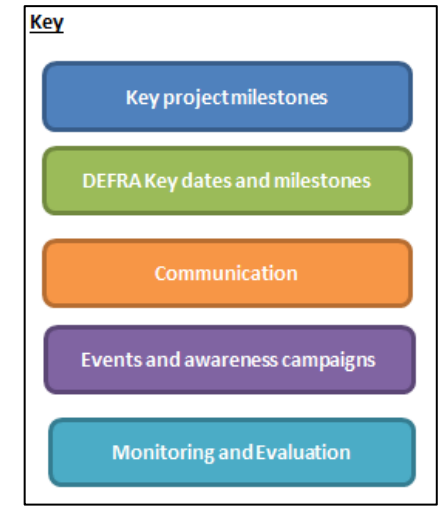 Key
Key project milestones
DEFRA Key dates and milestones
Communication
Events and awareness campaigns
Monitoring and Evaluation